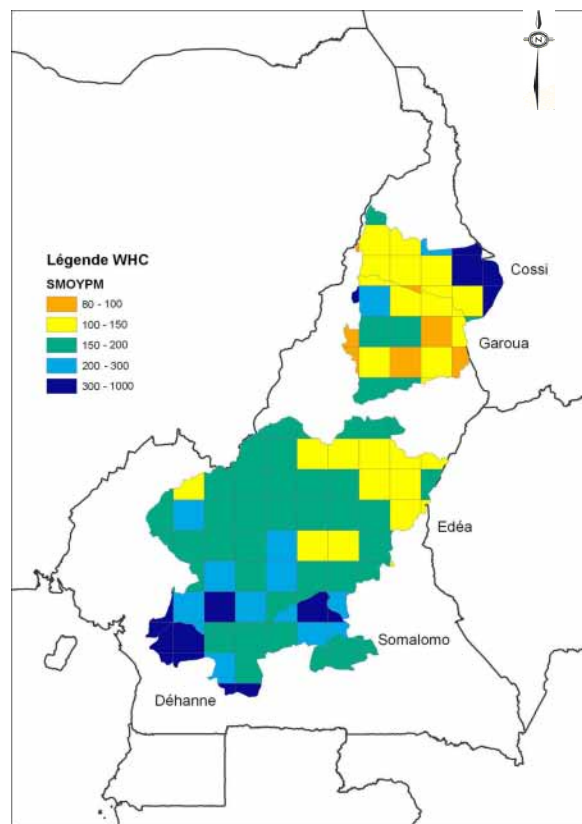 N
Légende WHC
SMOYPM
80 - 100
100 - 150
150 - 200
200 - 300
300 - 1000
Cossi
Garoua
Edéa
Somalomo
Déhanne